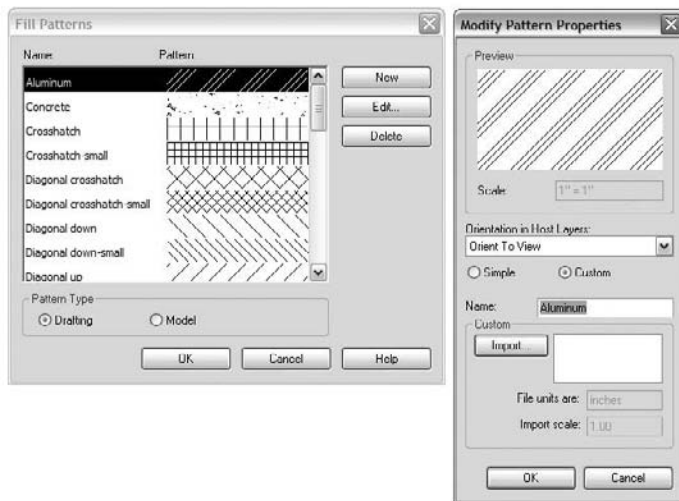 Fill Patterns
Name Pattern
Aluminum
Concrete
Crosshatch
Crosshatch-small
Diagonal crosshatch
Diagonal crosshatch-small
Diagonal down
Diagonal down-small
Diagonal up
New
Edit...
Delete
Pattern Type
Drafting Model
OK Cancel Help
Modify Pattern Properties
Preview
Scale: 1" = 1"
Orientation in Host Layers:
Orient To View
Simple Custom
Name: Aluminum
Custom
Import...
File units are: inches
Import scale: 1.00
OK Cancel